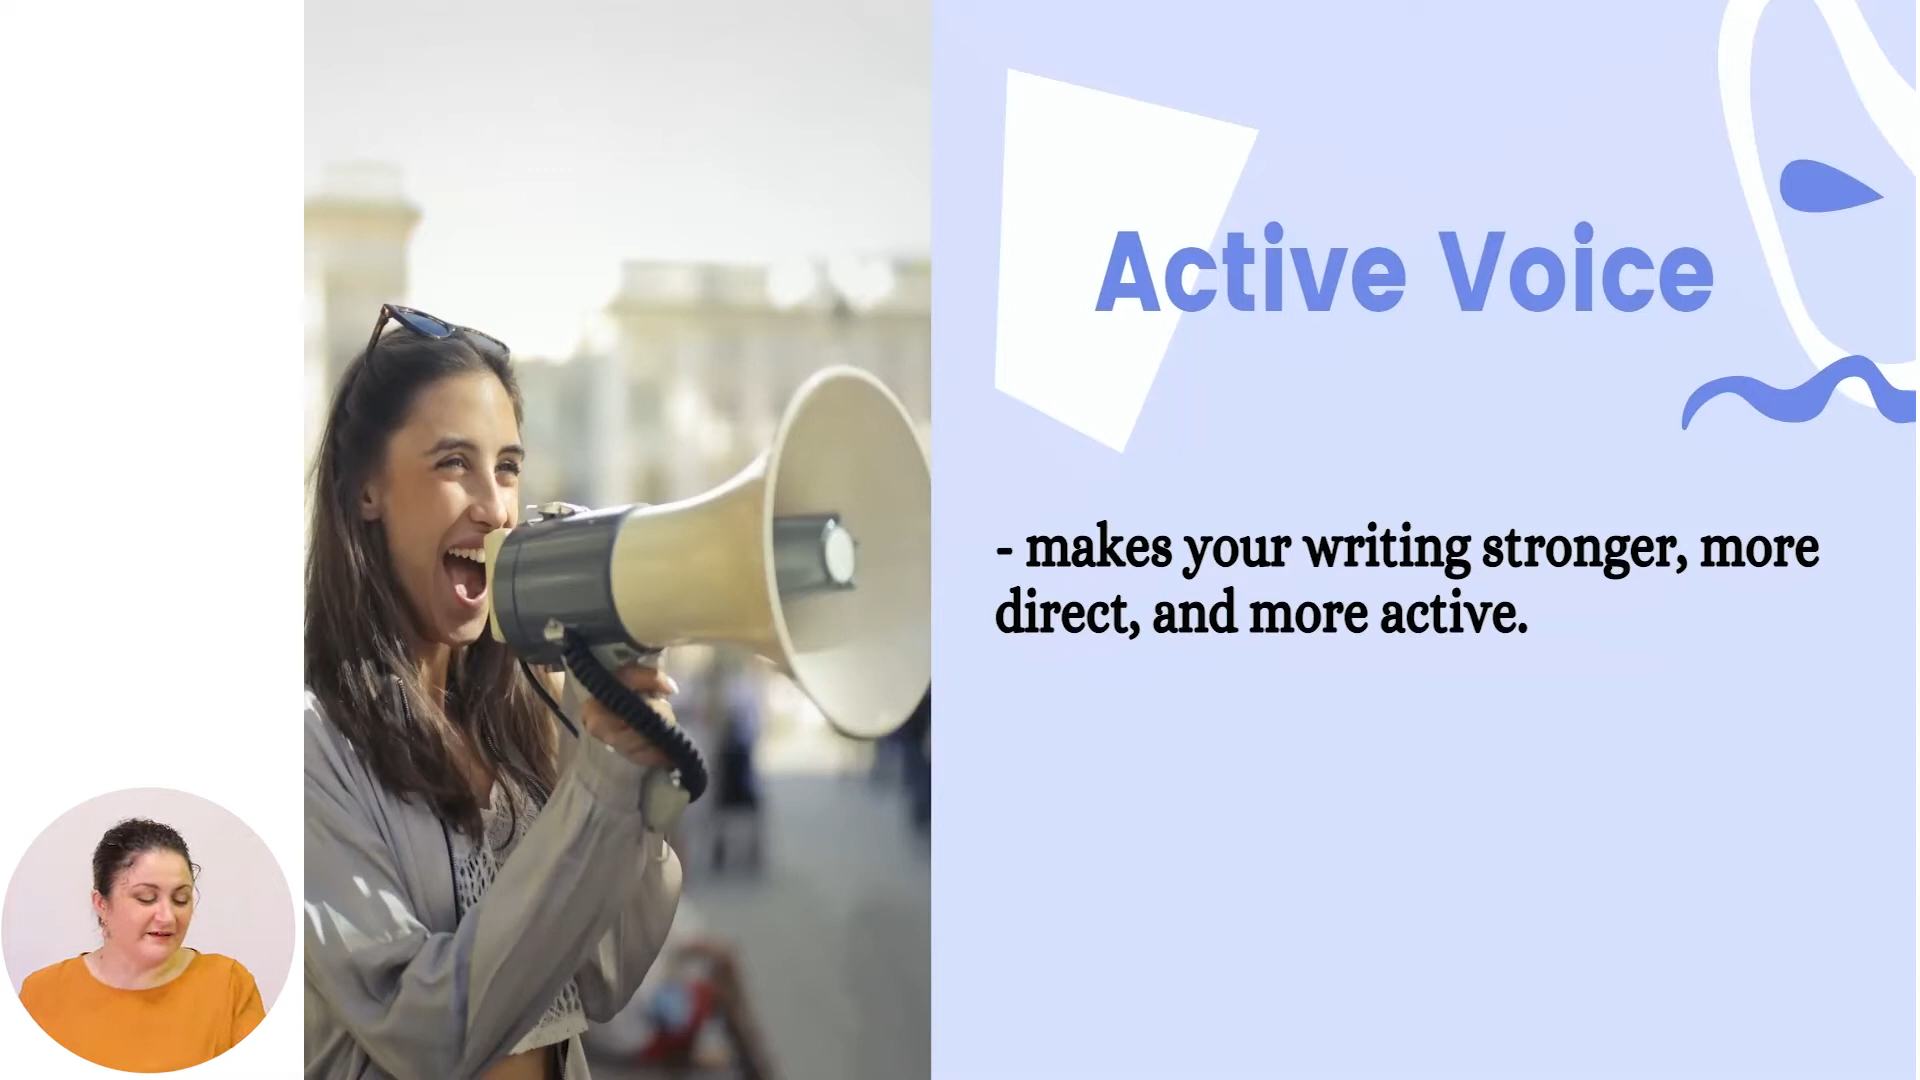 Active Voice
- makes your writing stronger, more
direct, and more active.